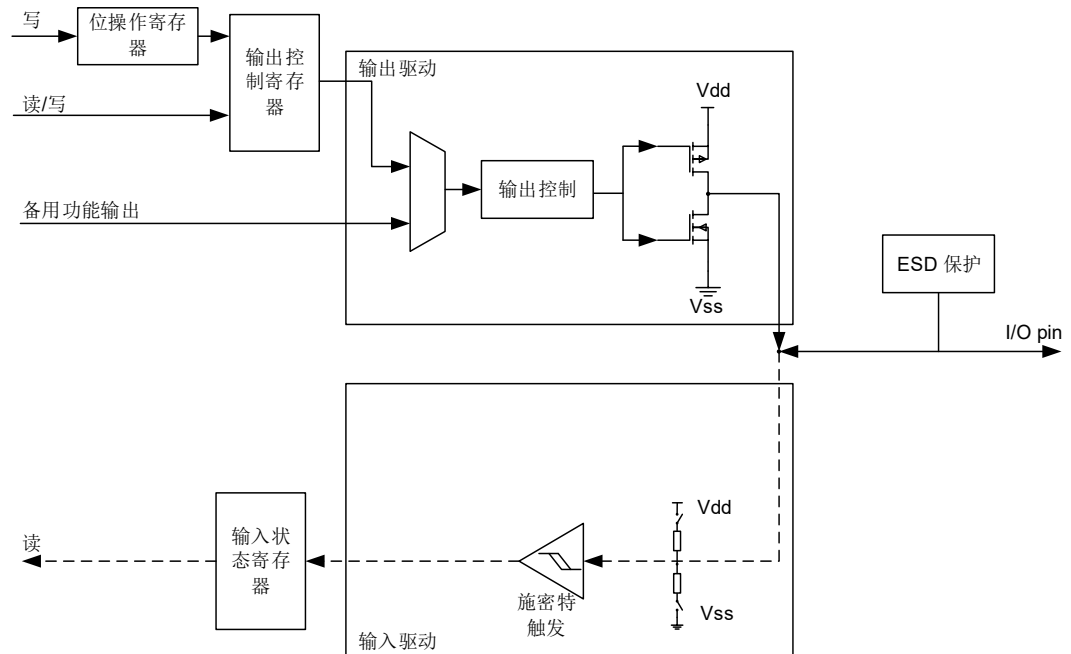 写
位操作寄存
器
输出控
制寄存
器
读/写
备用功能输出
输出驱动
Vdd
输出控制
Vss
ESD 保护
I/O pin
读
输入状
态寄存
器
施密特
触发
Vdd
Vss
输入驱动